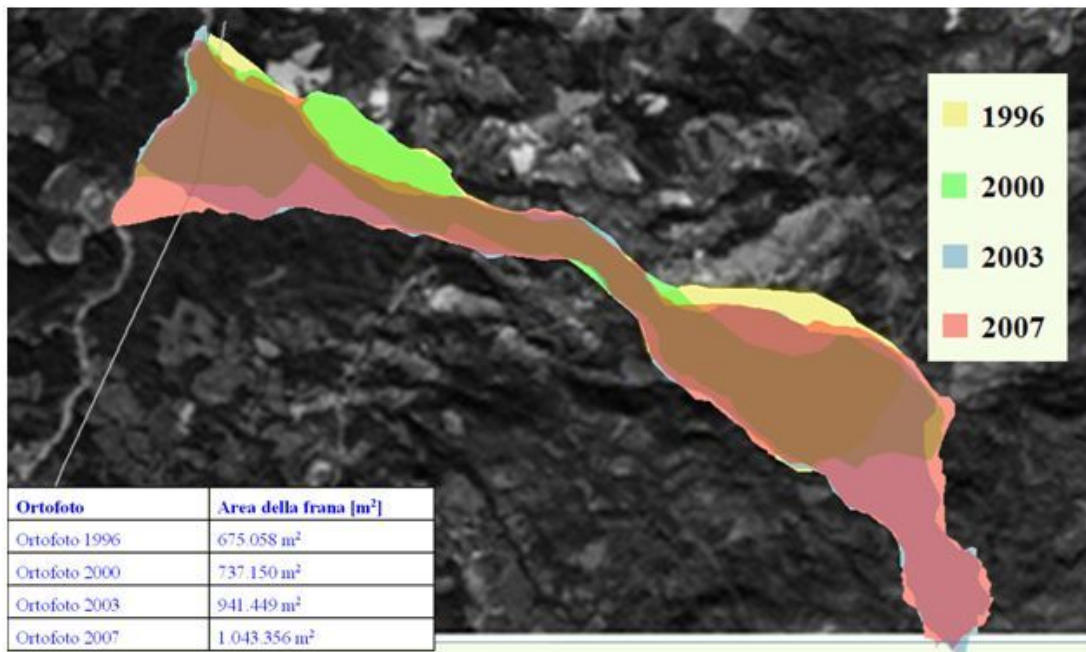 1996
2000
2003
2007
Ortofoto Area della frana [m²]
Ortofoto 1996 675.058 m²
Ortofoto 2000 737.150 m²
Ortofoto 2003 941.449 m²
Ortofoto 2007 1.043.356 m²